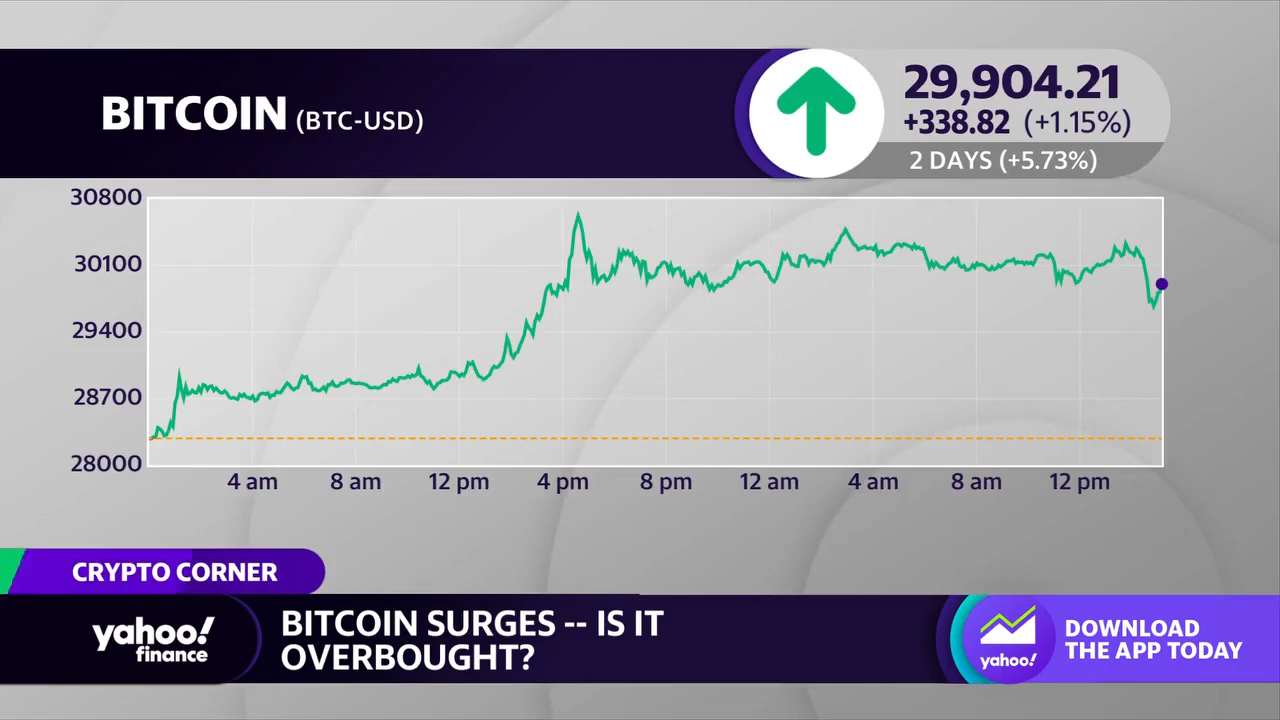 BITCOIN (BTC-USD)
29,904.21
+338.82 (+1.15%)
2 DAYS (+5.73%)
30800
30100
29400
28700
28000
4 am 8 am 12 pm 4 pm 8 pm 12 am 4 am 8 am 12 pm
CRYPTO CORNER
yahoo!
finance
BITCOIN SURGES -- IS IT
OVERBOUGHT?
yahoo!
DOWNLOAD
THE APP TODAY